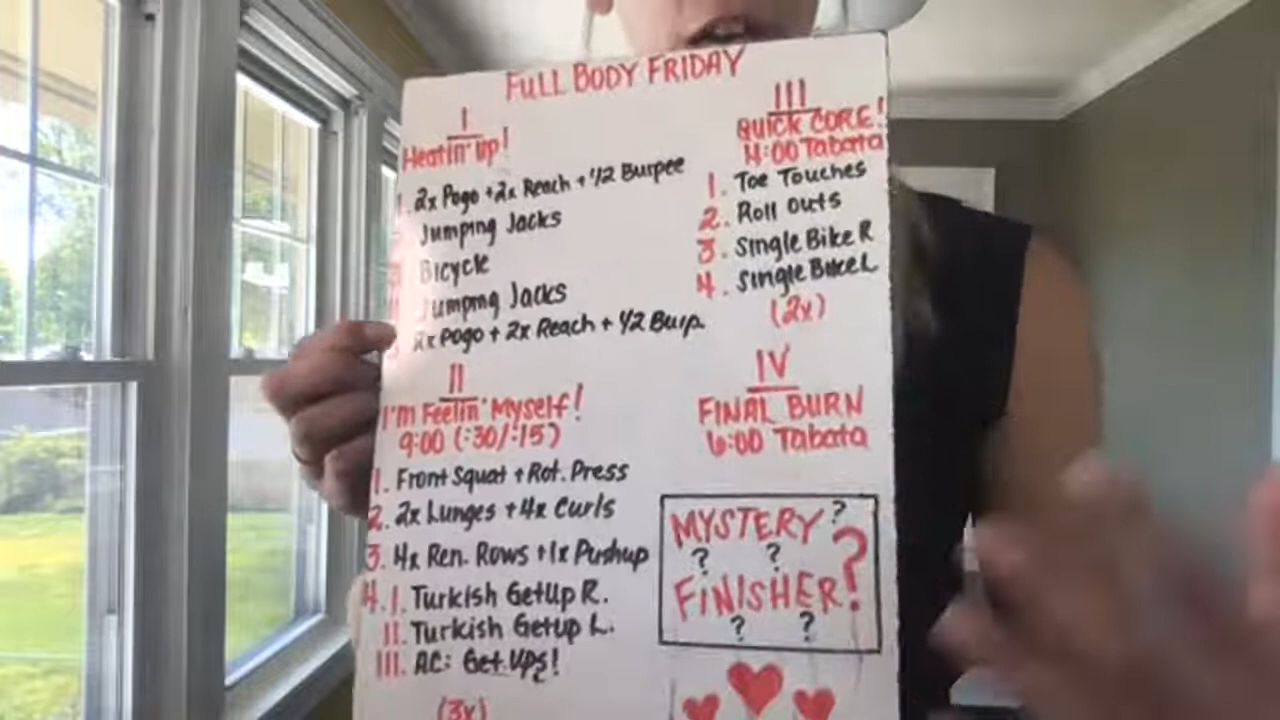 FULL BODY FRIDAY
I
Heatin' up!
1. 2x Pogo + 2x Reach + 1/2 Burpee
Jumping Jacks
3. Bicycle
Jumping Jacks
2x Pogo + 2x Reach + 1/2 Burp.
II
I'm Feelin' Myself!
9:00 (:30/:15)
1. Front Squat + Rot. Press
2. 2x Lunges + 4x Curls
3. 4x Ren. Rows + 1x Pushup
4. I. Turkish GetUp R.
II. Turkish Getup L.
III. AC: Get Ups!
(3x)
III
QUICK CORE!
4:00 Tabata
1. Toe Touches
2. Roll Outs
3. Single Bike R
4. Single Bike L
(2x)
IV
FINAL BURN
6:00 Tabata
MYSTERY ?
? ? ?
FINISHER!
? ?